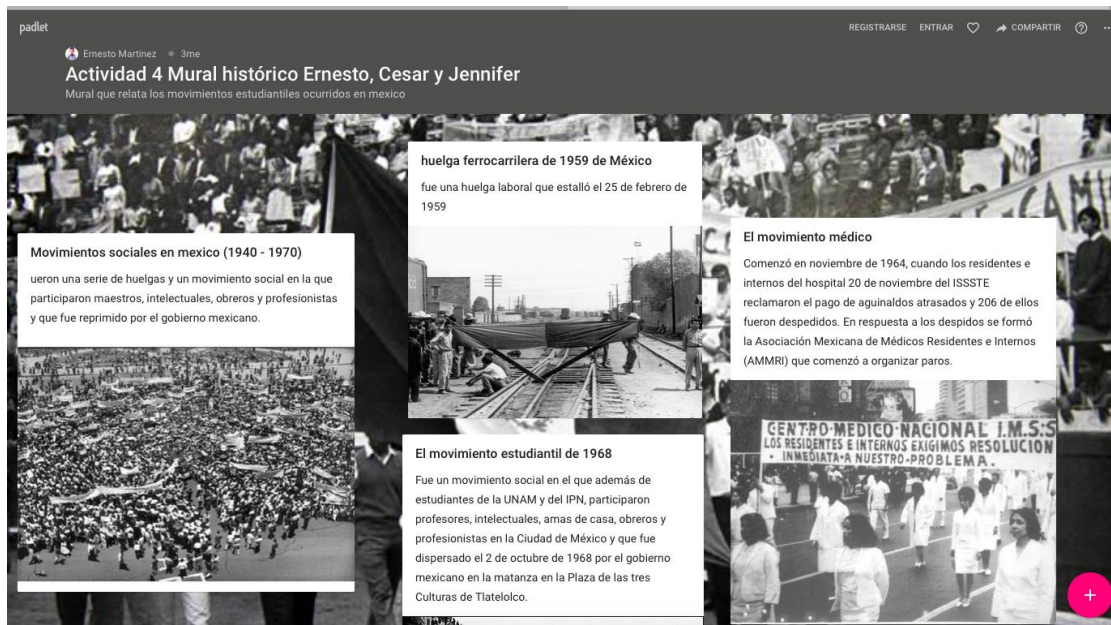 padlet
REGISTRARSE ENTRAR COMPARTIR
Ernesto Martinez 3me
Actividad 4 Mural histórico Ernesto, Cesar y Jennifer
Mural que relata los movimientos estudiantiles ocurridos en mexico
Movimientos sociales en mexico (1940 - 1970)
ueron una serie de huelgas y un movimiento social en la que
participaron maestros, intelectuales, obreros y profesionistas
y que fue reprimido por el gobierno mexicano.
huelga ferrocarrilera de 1959 de México
fue una huelga laboral que estalló el 25 de febrero de
1959
El movimiento estudiantil de 1968
Fue un movimiento social en el que además de
estudiantes de la UNAM y del IPN, participaron
profesores, intelectuales, amas de casa, obreros y
profesionistas en la Ciudad de México y que fue
dispersado el 2 de octubre de 1968 por el gobierno
mexicano en la matanza en la Plaza de las tres
Culturas de Tlatelolco.
El movimiento médico
Comenzó en noviembre de 1964, cuando los residentes e
internos del hospital 20 de noviembre del ISSSTE
reclamaron el pago de aguinaldos atrasados y 206 de ellos
fueron despedidos. En respuesta a los despidos se formó
la Asociación Mexicana de Médicos Residentes e Internos
(AMMRI) que comenzó a organizar paros.
CENTRO MEDICO NACIONAL I.M.S.S
LOS RESIDENTES E INTERNOS EXIGIMOS RESOLUCION
INMEDIATA A NUESTRO PROBLEMA.